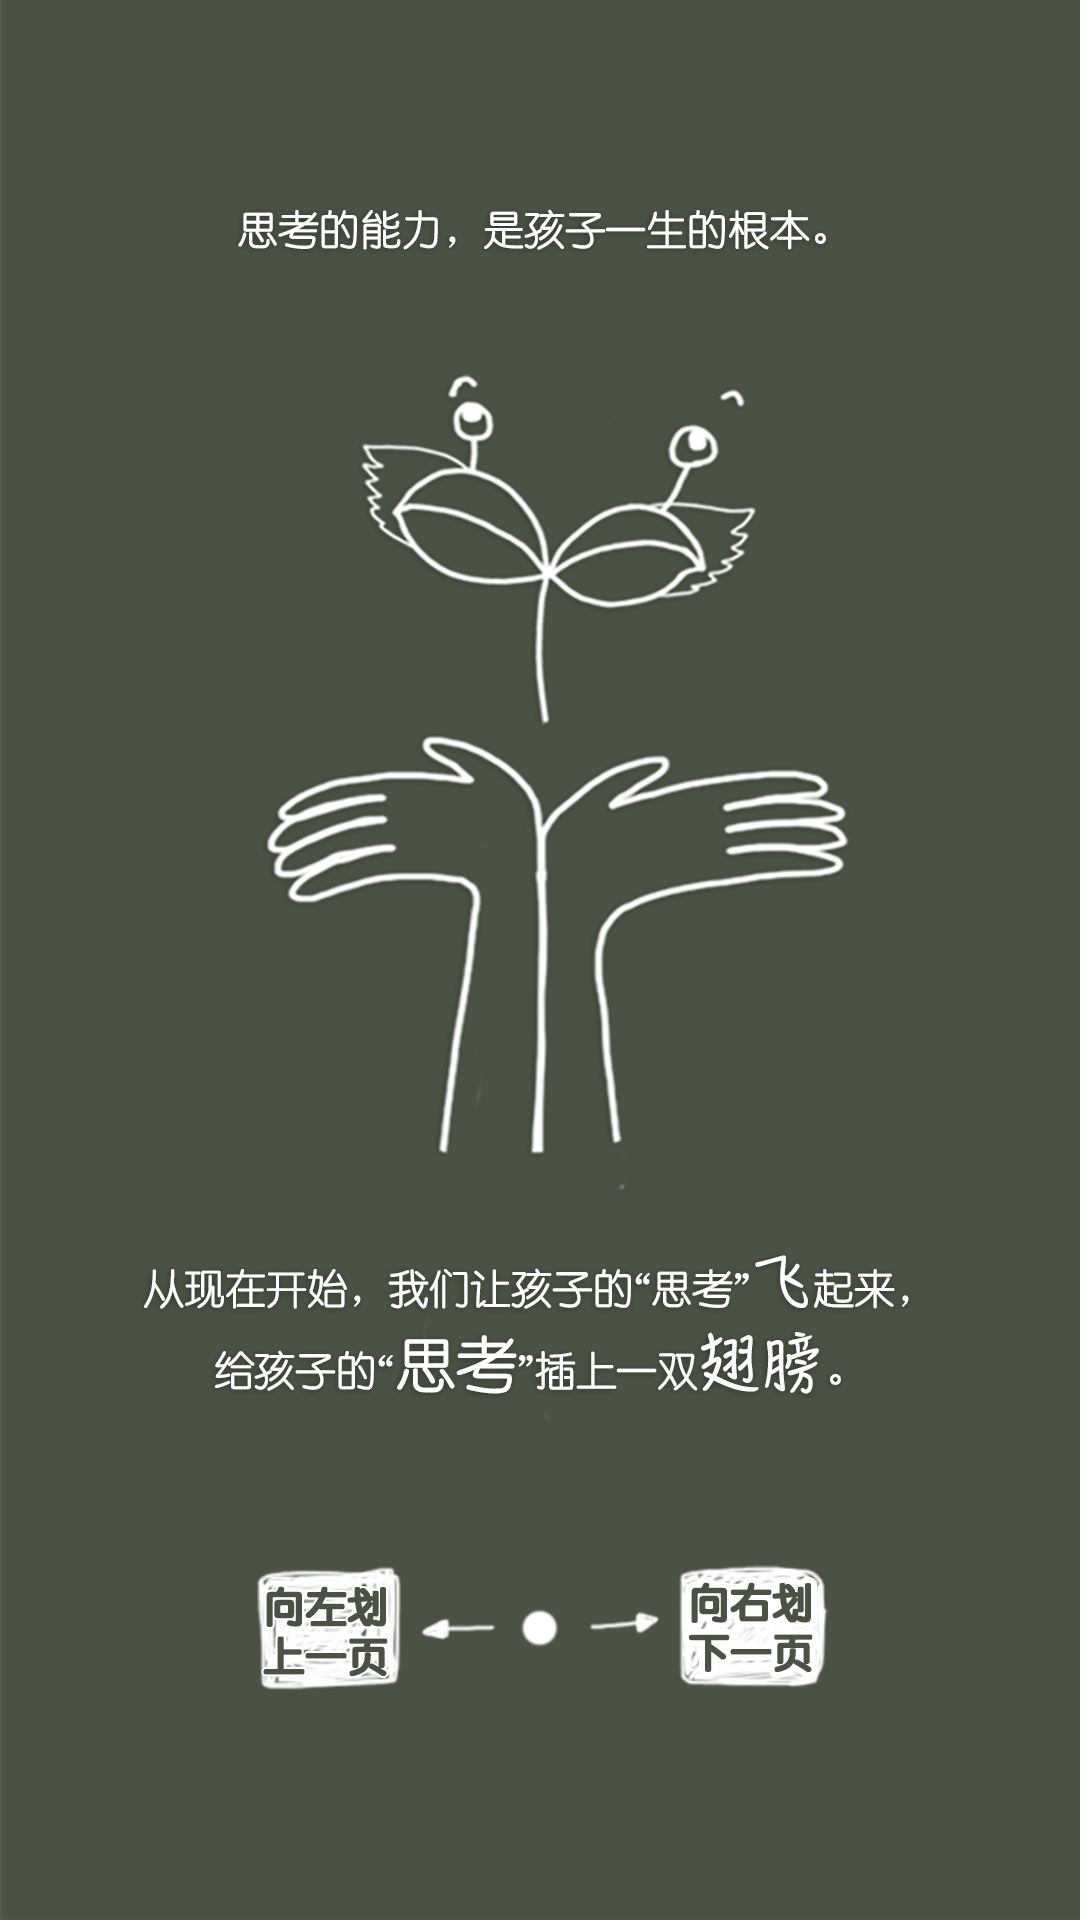 思考的能力，是孩子一生的根本。
从现在开始，我们让孩子的“思考”飞起来，
给孩子的“思考”插上一双翅膀。
向左划
上一页
向右划
下一页